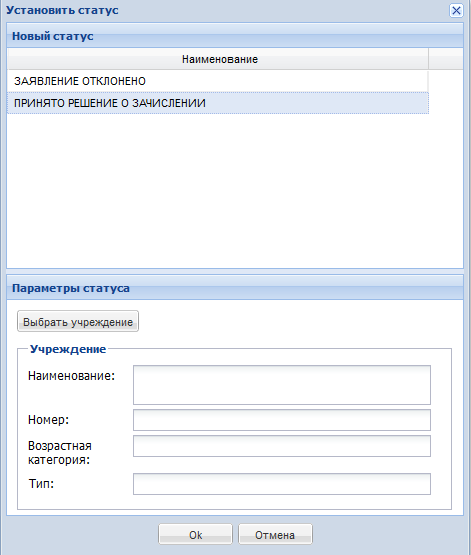 Установить статус
Новый статус
Наименование
ЗАЯВЛЕНИЕ ОТКЛОНЕНО
ПРИНЯТО РЕШЕНИЕ О ЗАЧИСЛЕНИИ
Параметры статуса
Выбрать учреждение
Учреждение
Наименование:
Номер:
Возрастная
категория:
Тип:
Ok Отмена